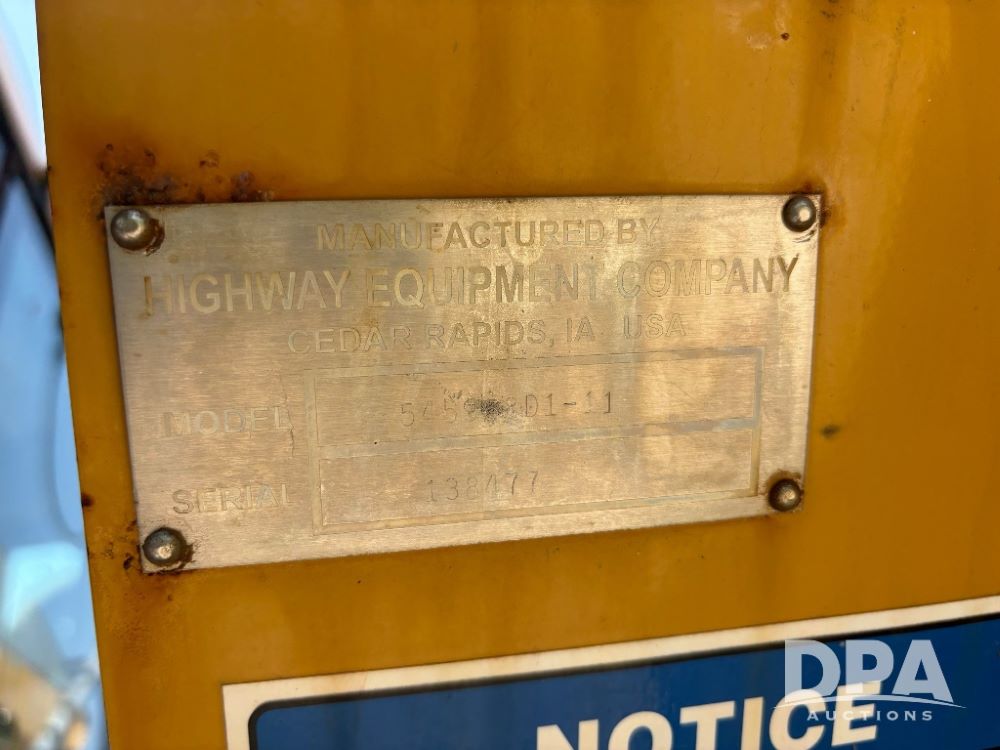 MANUFACTURED BY
HIGHWAY EQUIPMENT COMPANY
CEDAR RAPIDS, IA USA
MODEL
SERIAL 138477
NOTICE
DPA
AUCTIONS